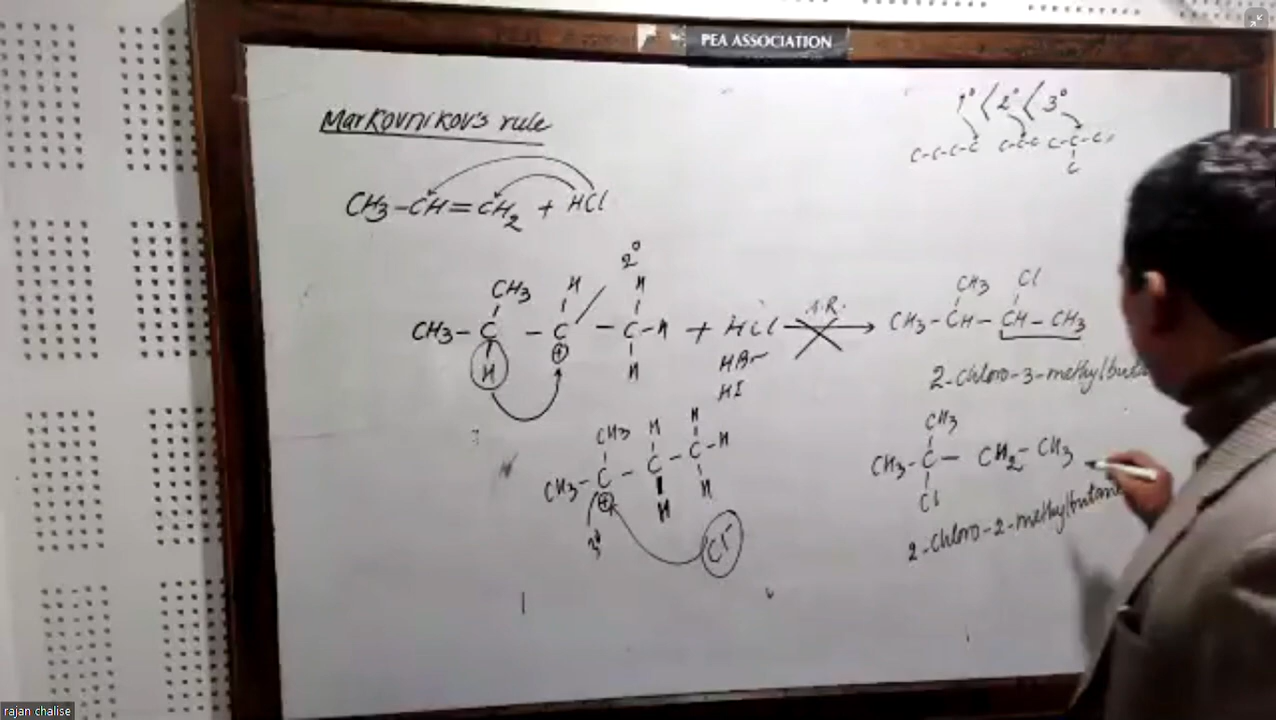 PEA ASSOCIATION
Markovnikov's rule
1° < 2° < 3°
C-C-C-C C-C-C C-C-C
C
CH3-CH=CH2 + HCl
2°
CH3 H H
CH3- C - C - C-H + HCl → CH3-CH-CH-CH3
H ⊕ H
CH3 Cl
HBr
HI
2-chloro-3-methylbuta
CH3 H H
CH3- C - C - C-H
⊕ H H
3°
Cl-
CH3
CH3-C- CH2-CH3
Cl
2-chloro-2-methylbutane
rajan chalise